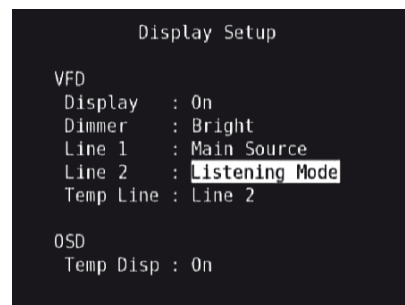 Display Setup
VFD
Display : On
Dimmer : Bright
Line 1 : Main Source
Line 2 : Listening Mode
Temp Line : Line 2
OSD
Temp Disp : On